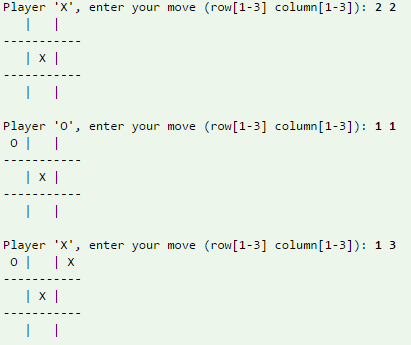 Player 'X', enter your move (row[1-3] column[1-3]): 2 2
   |   |
-----------
   | X |
-----------
   |   |

Player 'O', enter your move (row[1-3] column[1-3]): 1 1
 O |   |
-----------
   | X |
-----------
   |   |

Player 'X', enter your move (row[1-3] column[1-3]): 1 3
 O |   | X
-----------
   | X |
-----------
   |   |